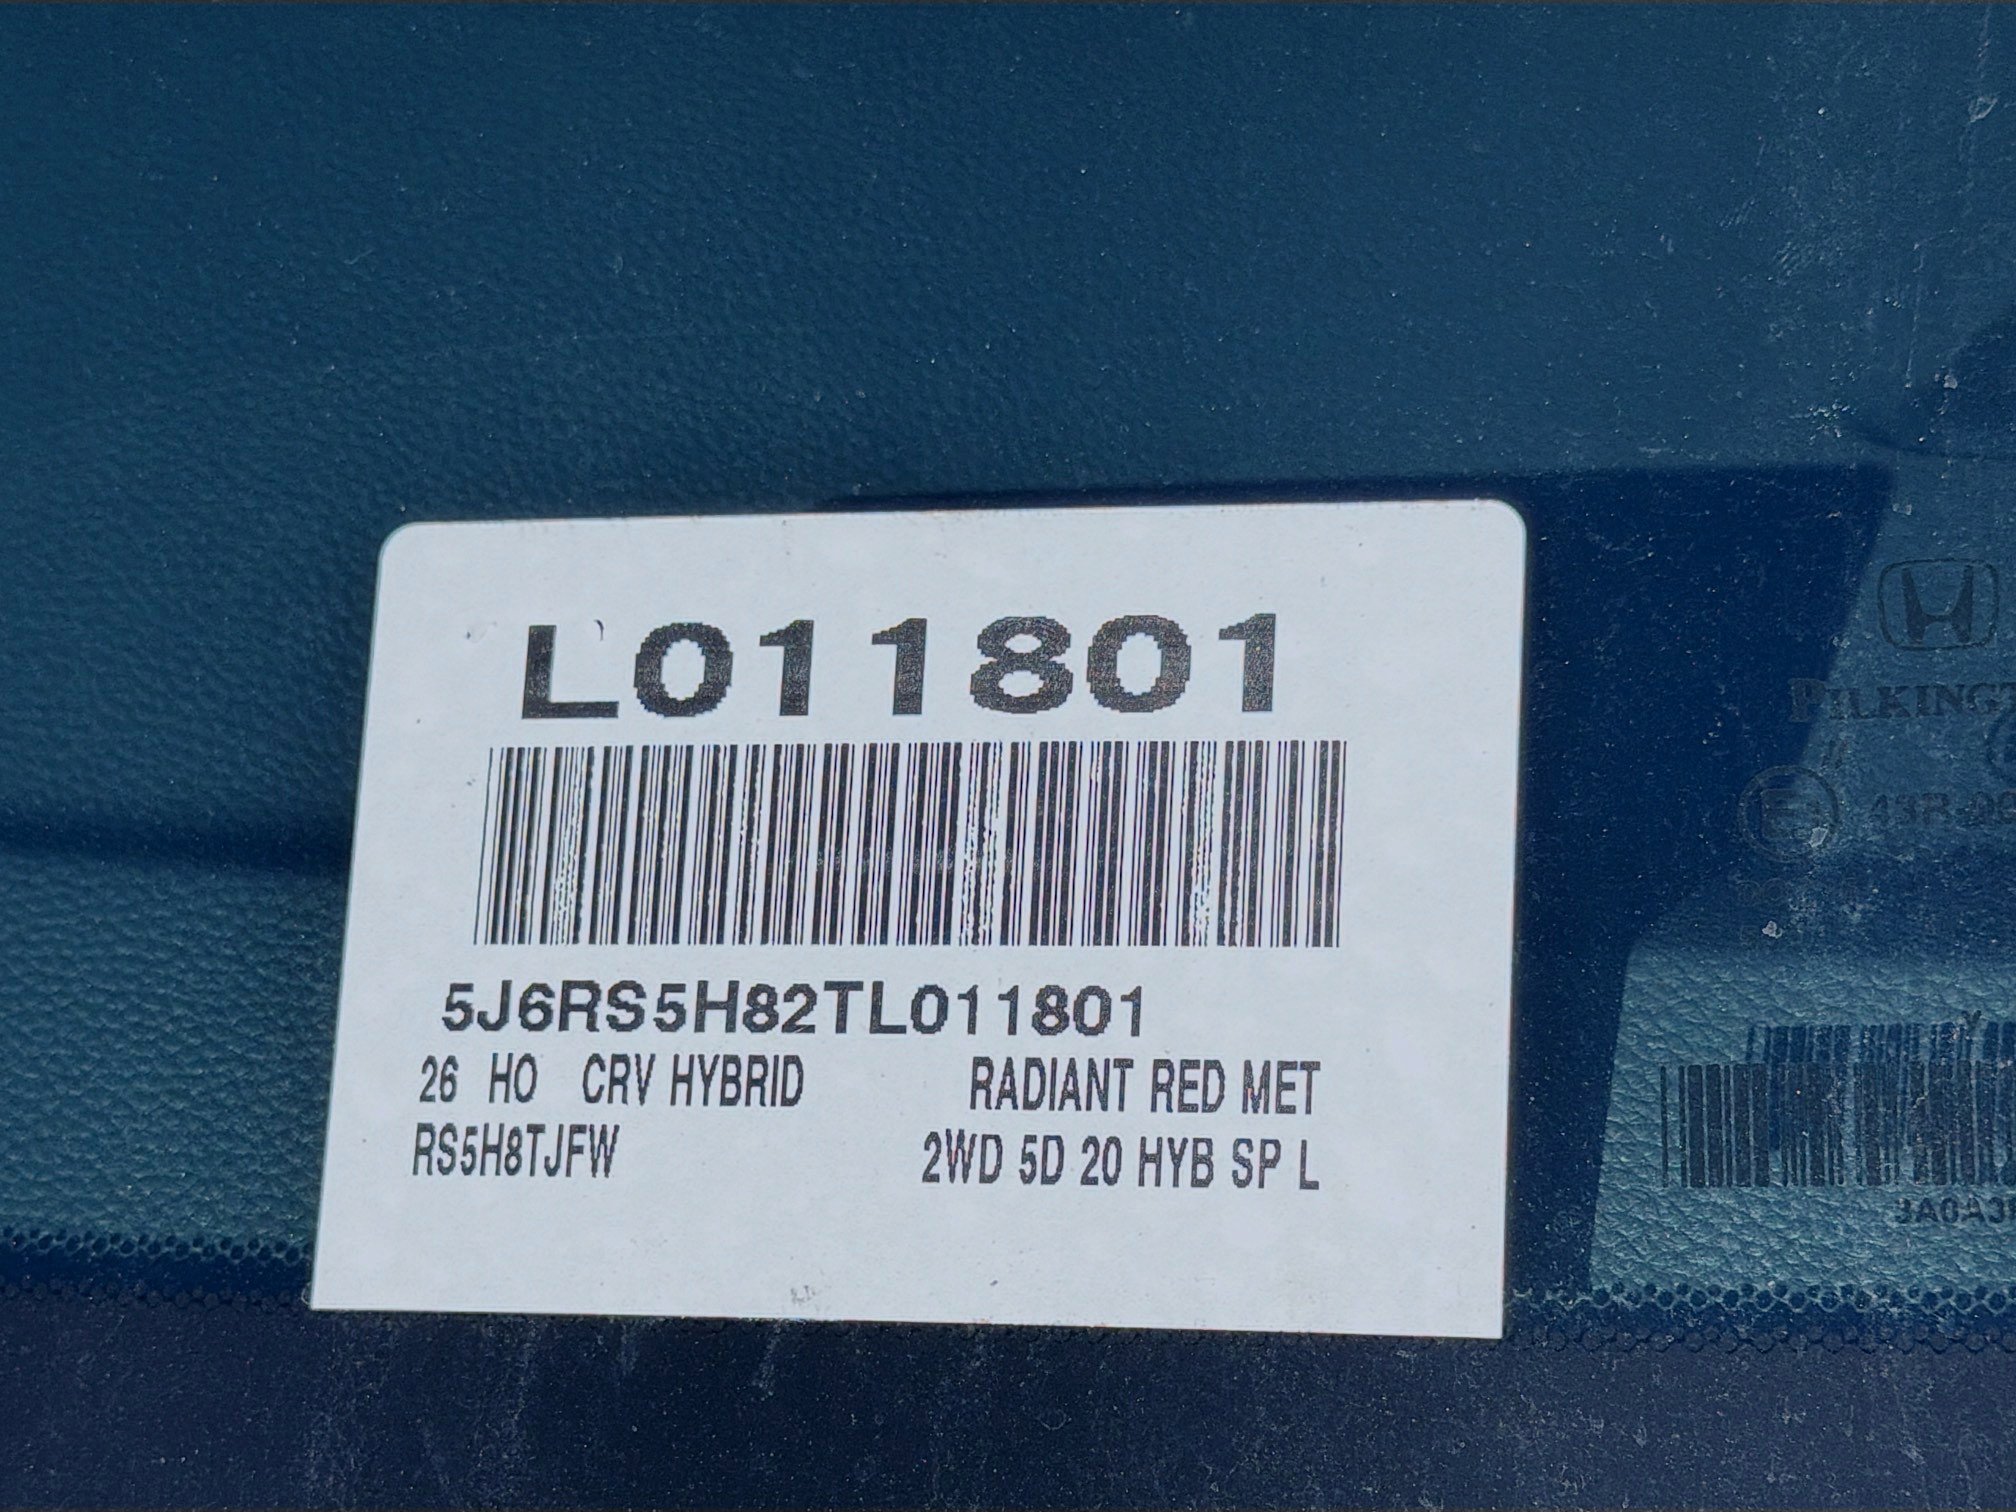 L011801
5J6RS5H82TL011801
26 HO CRV HYBRID RADIANT RED MET
RS5H8TJFW 2WD 5D 20 HYB SP L